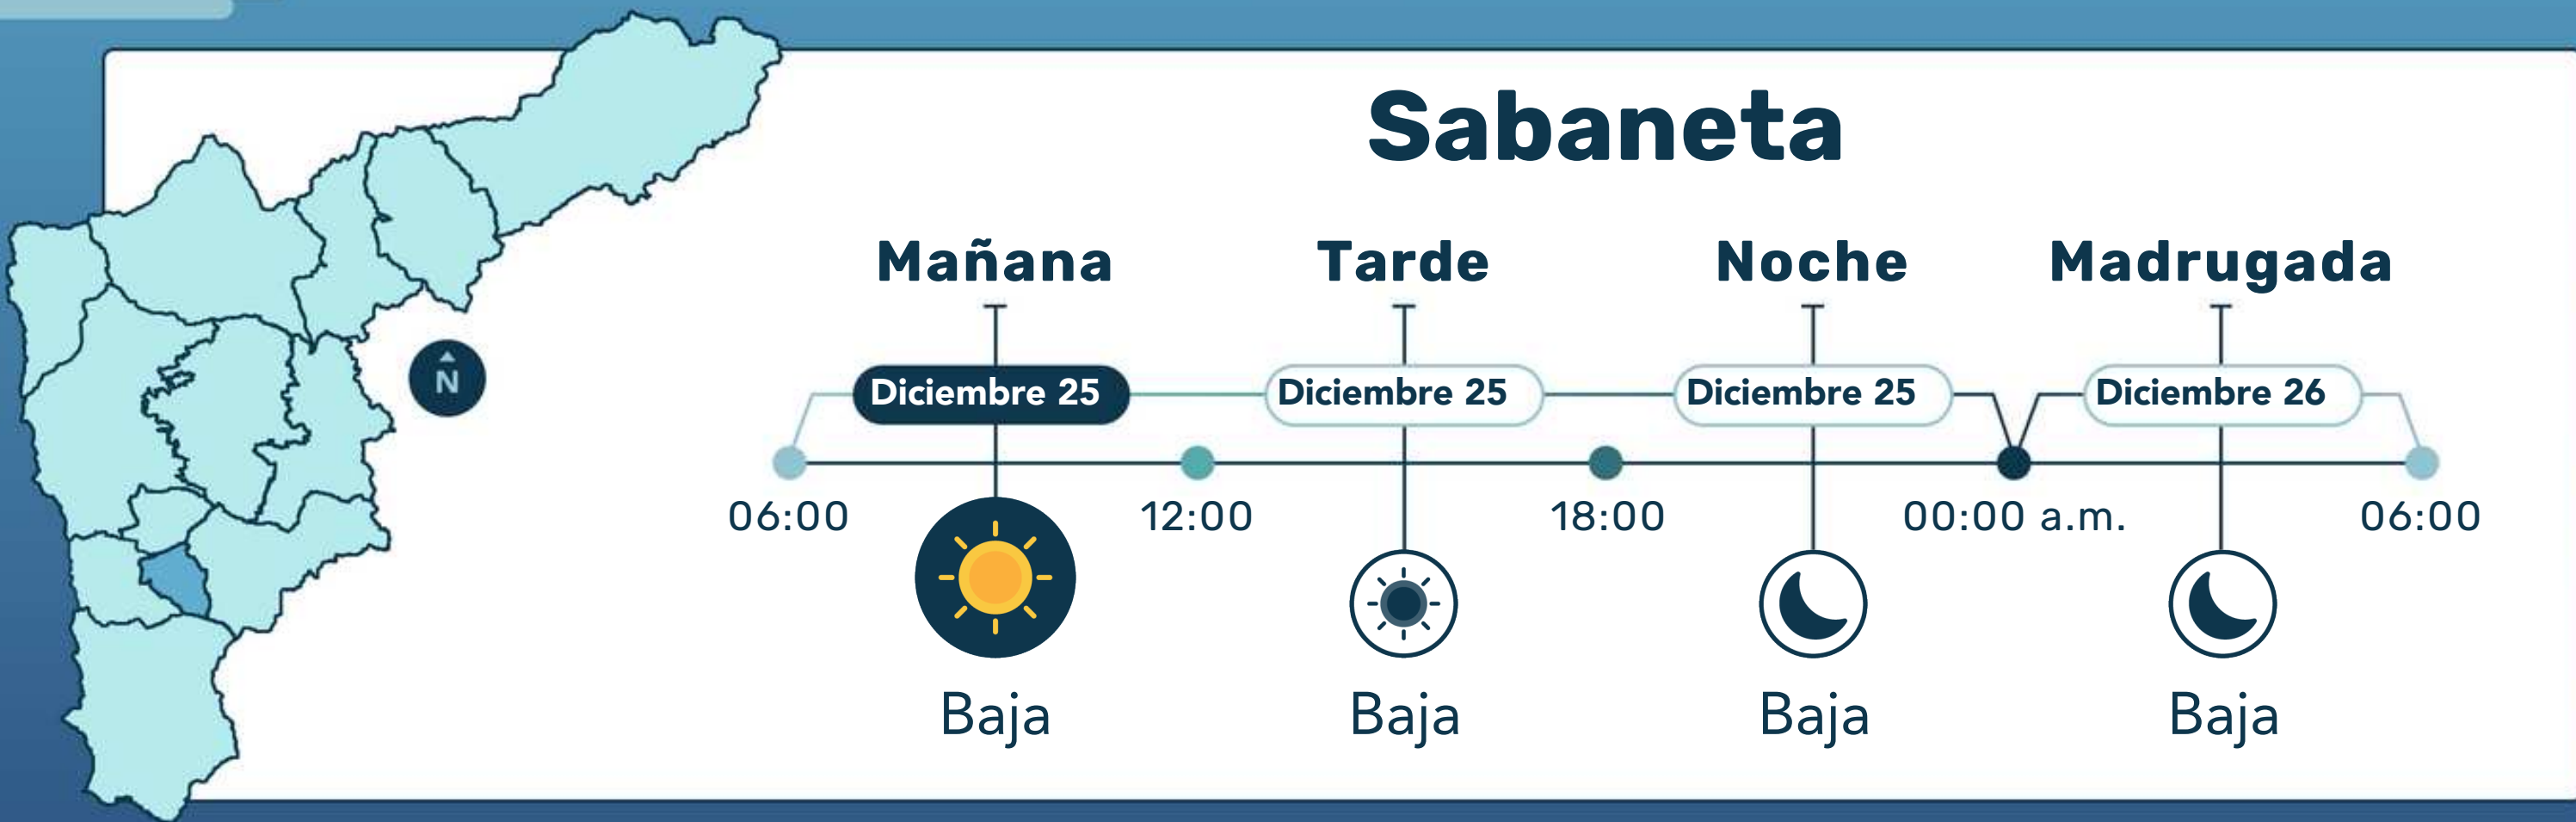 Sabaneta
Mañana Tarde Noche Madrugada
N
Diciembre 25 Diciembre 25 Diciembre 25 Diciembre 26
06:00 12:00 18:00 00:00 a.m. 06:00
Baja Baja Baja Baja